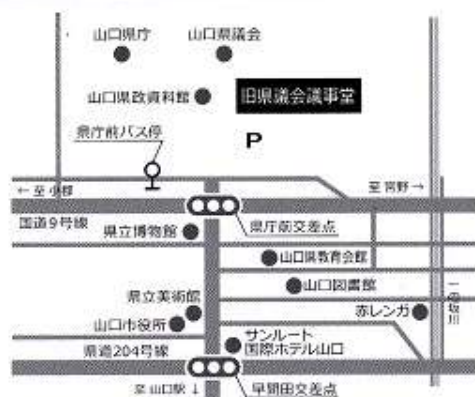 山口県庁
山口県議会
山口県政資料館
旧県議会議事堂
県庁前バス停
P
← 至 小郡
至 宮野 →
国道9号線
県立博物館
県庁前交差点
山口県教育会館
山口図書館
県立美術館
赤レンガ
一の坂川
山口市役所
サンルート
国際ホテル山口
県道204号線
至 山口駅 ↓
早間田交差点